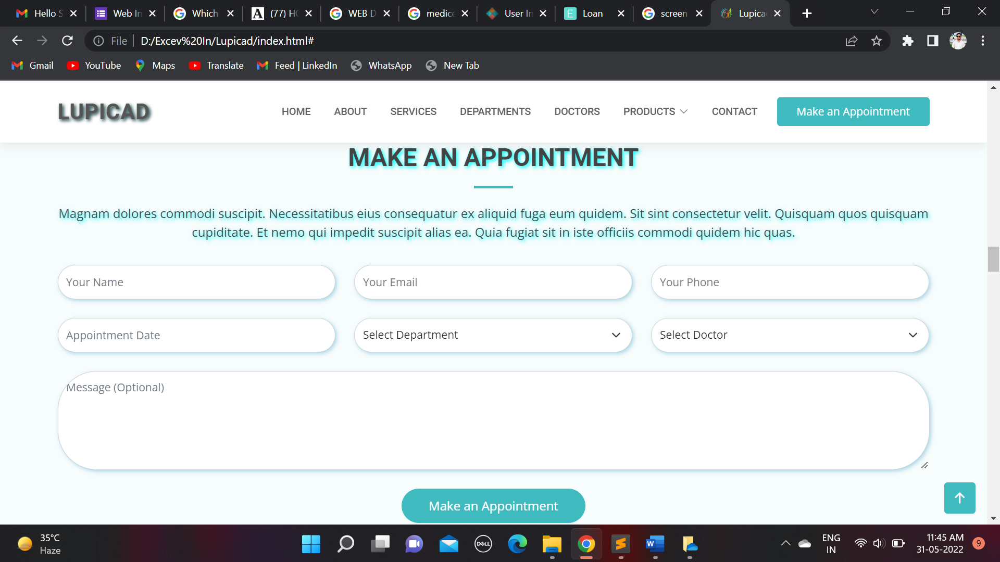 Hello S
Web In
Which
(77) HO
WEB D
medice
User In
Loan
screen
Lupica
File
D:/Excev%20In/Lupicad/index.html#
Gmail
YouTube
Maps
Translate
Feed | LinkedIn
WhatsApp
New Tab
LUPICAD
HOME
ABOUT
SERVICES
DEPARTMENTS
DOCTORS
PRODUCTS
CONTACT
Make an Appointment
MAKE AN APPOINTMENT
Magnam dolores commodi suscipit. Necessitatibus eius consequatur ex aliquid fuga eum quidem. Sit sint consectetur velit. Quisquam quos quisquam
cupiditate. Et nemo qui impedit suscipit alias ea. Quia fugiat sit in iste officiis commodi quidem hic quas.
Your Name
Your Email
Your Phone
Appointment Date
Select Department
Select Doctor
Message (Optional)
Make an Appointment
35°C
Haze
DELL
W
ENG
IN
11:45 AM
31-05-2022
9